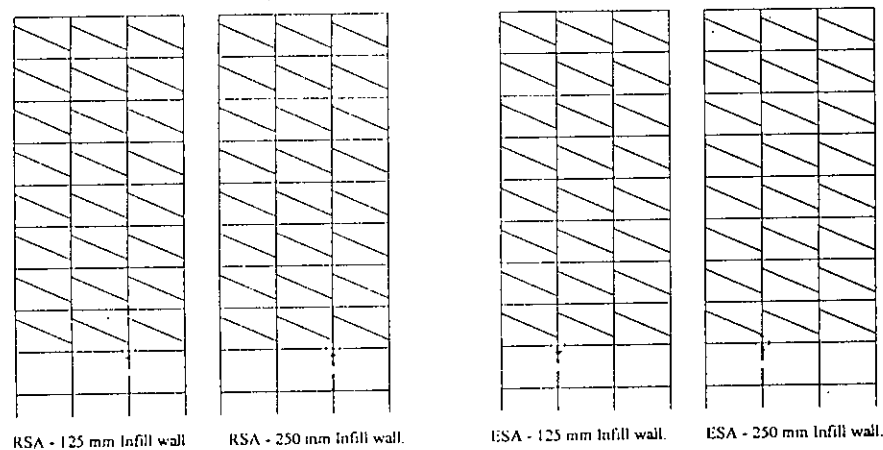 RSA - 125 mm Infill wall
RSA - 250 mm Infill wall.
ESA - 125 mm Infill wall.
ESA - 250 mm Infill wall.